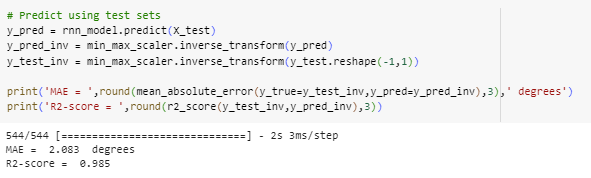 # Predict using test sets
y_pred = rnn_model.predict(X_test)
y_pred_inv = min_max_scaler.inverse_transform(y_pred)
y_test_inv = min_max_scaler.inverse_transform(y_test.reshape(-1,1))
print('MAE = ',round(mean_absolute_error(y_true=y_test_inv,y_pred=y_pred_inv),3),' degrees')
print('R2-score = ',round(r2_score(y_test_inv,y_pred_inv),3))
544/544 [==============================] - 2s 3ms/step
MAE =  2.083  degrees
R2-score =  0.985